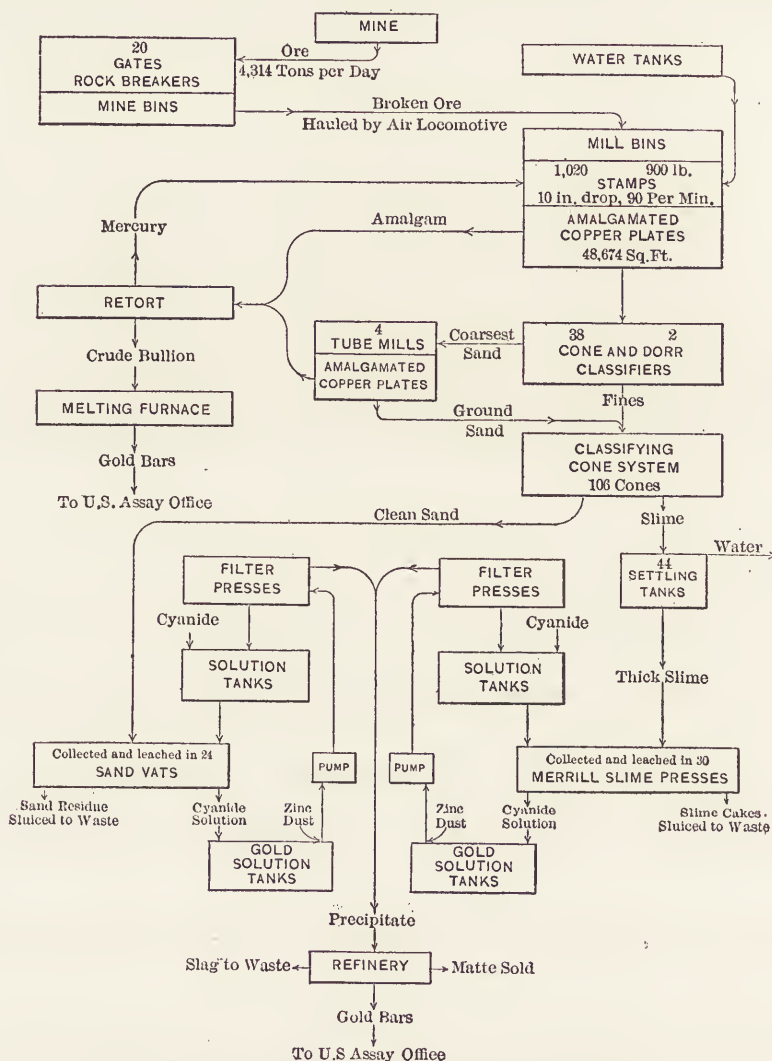 MINE
20
GATES
ROCK BREAKERS
MINE BINS
Ore
4,314 Tons per Day
WATER TANKS
Broken Ore
Hauled by Air Locomotive
MILL BINS
1,020 900 lb.
STAMPS
10 in. drop, 90 Per Min.
AMALGAMATED
COPPER PLATES
48,674 Sq.Ft.
Mercury
Amalgam
RETORT
4
TUBE MILLS
AMALGAMATED
COPPER PLATES
Coarsest
Sand
38 2
CONE AND DORR
CLASSIFIERS
Crude Bullion
MELTING FURNACE
Ground
Sand
Fines
Gold Bars
To U.S. Assay Office
CLASSIFYING
CONE SYSTEM
106 Cones
Clean Sand
Slime
Water
44
SETTLING
TANKS
FILTER
PRESSES
FILTER
PRESSES
Cyanide
Cyanide
SOLUTION
TANKS
SOLUTION
TANKS
Thick Slime
Collected and leached in 24
SAND VATS
PUMP
PUMP
Collected and leached in 30
MERRILL SLIME PRESSES
Sand Residue
Sluiced to Waste
Cyanide
Solution
Zinc
Dust
Zinc
Dust
Cyanide
Solution
Slime Cakes.
Sluiced to Waste
GOLD
SOLUTION
TANKS
GOLD
SOLUTION
TANKS
Precipitate
Slag to Waste
REFINERY
Matte Sold
Gold Bars
To U.S Assay Office